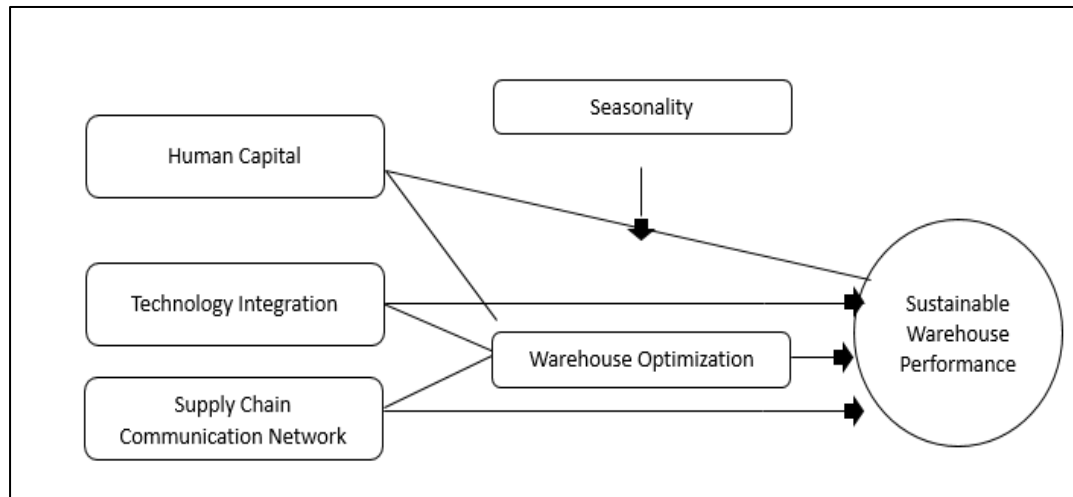 Seasonality
Human Capital
Technology Integration
Sustainable
Warehouse
Performance
Warehouse Optimization
Supply Chain
Communication Network